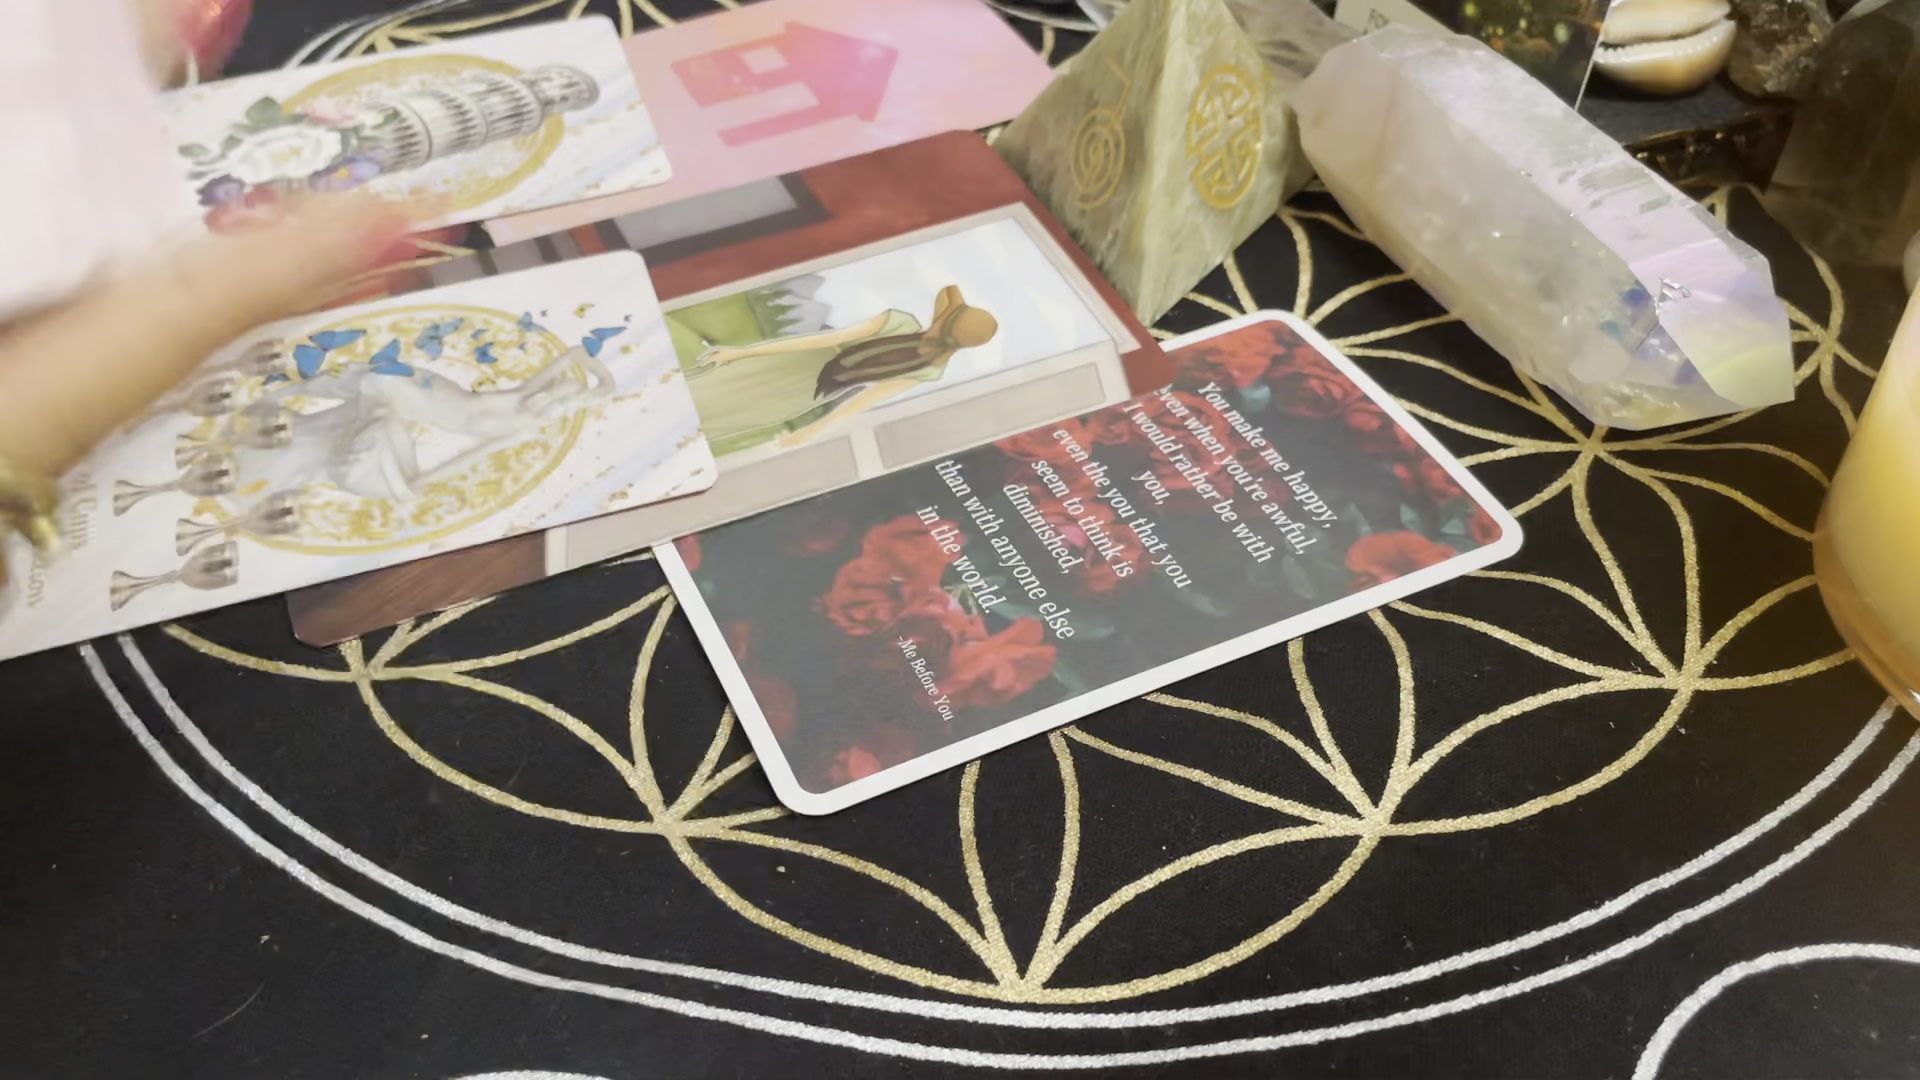 You make me happy,
even when you're awful,
I would rather be with
you,
even the you that you
seem to think is
diminished,
than with anyone else
in the world.
-Me Before You